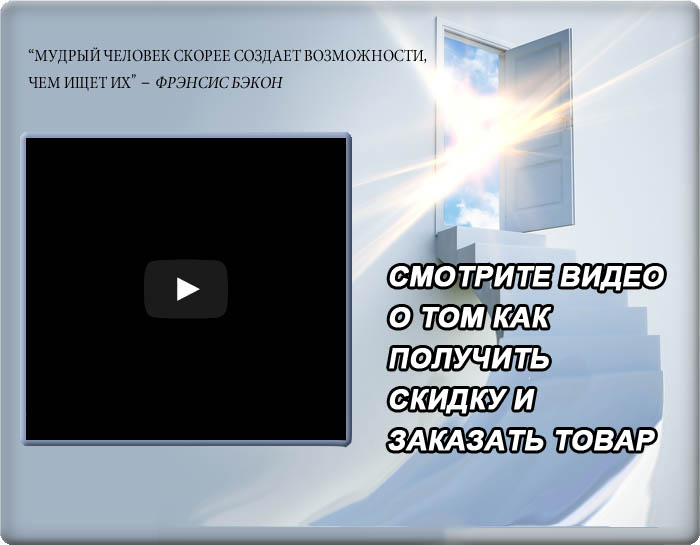 “МУДРЫЙ ЧЕЛОВЕК СКОРЕЕ СОЗДАЕТ ВОЗМОЖНОСТИ,
ЧЕМ ИЩЕТ ИХ” – ФРЭНСИС БЭКОН
СМОТРИТЕ ВИДЕО
О ТОМ КАК
ПОЛУЧИТЬ
СКИДКУ И
ЗАКАЗАТЬ ТОВАР